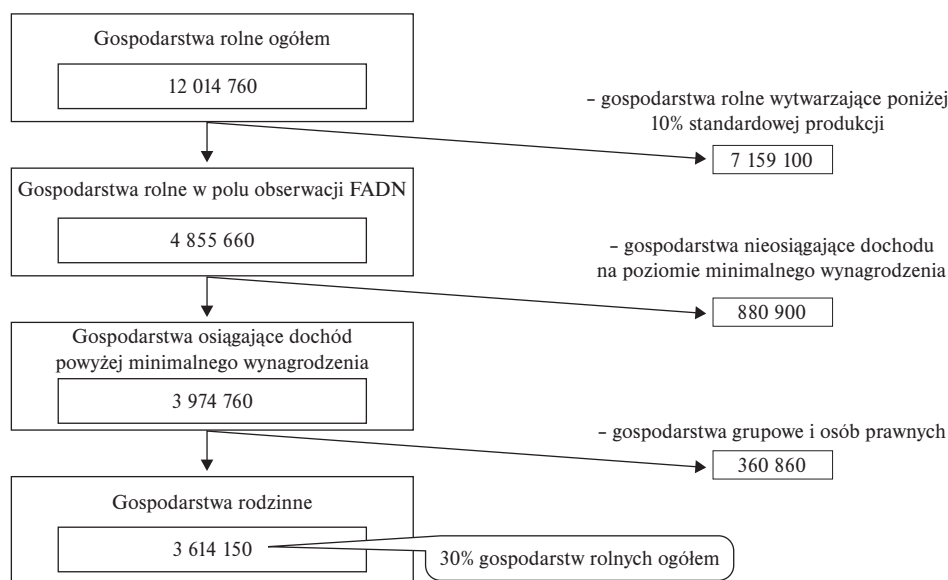 Gospodarstwa rolne ogółem
12 014 760
– gospodarstwa rolne wytwarzające poniżej
10% standardowej produkcji
7 159 100
Gospodarstwa rolne w polu obserwacji FADN
4 855 660
– gospodarstwa nieosiągające dochodu
na poziomie minimalnego wynagrodzenia
880 900
Gospodarstwa osiągające dochód
powyżej minimalnego wynagrodzenia
3 974 760
– gospodarstwa grupowe i osób prawnych
360 860
Gospodarstwa rodzinne
3 614 150
30% gospodarstw rolnych ogółem